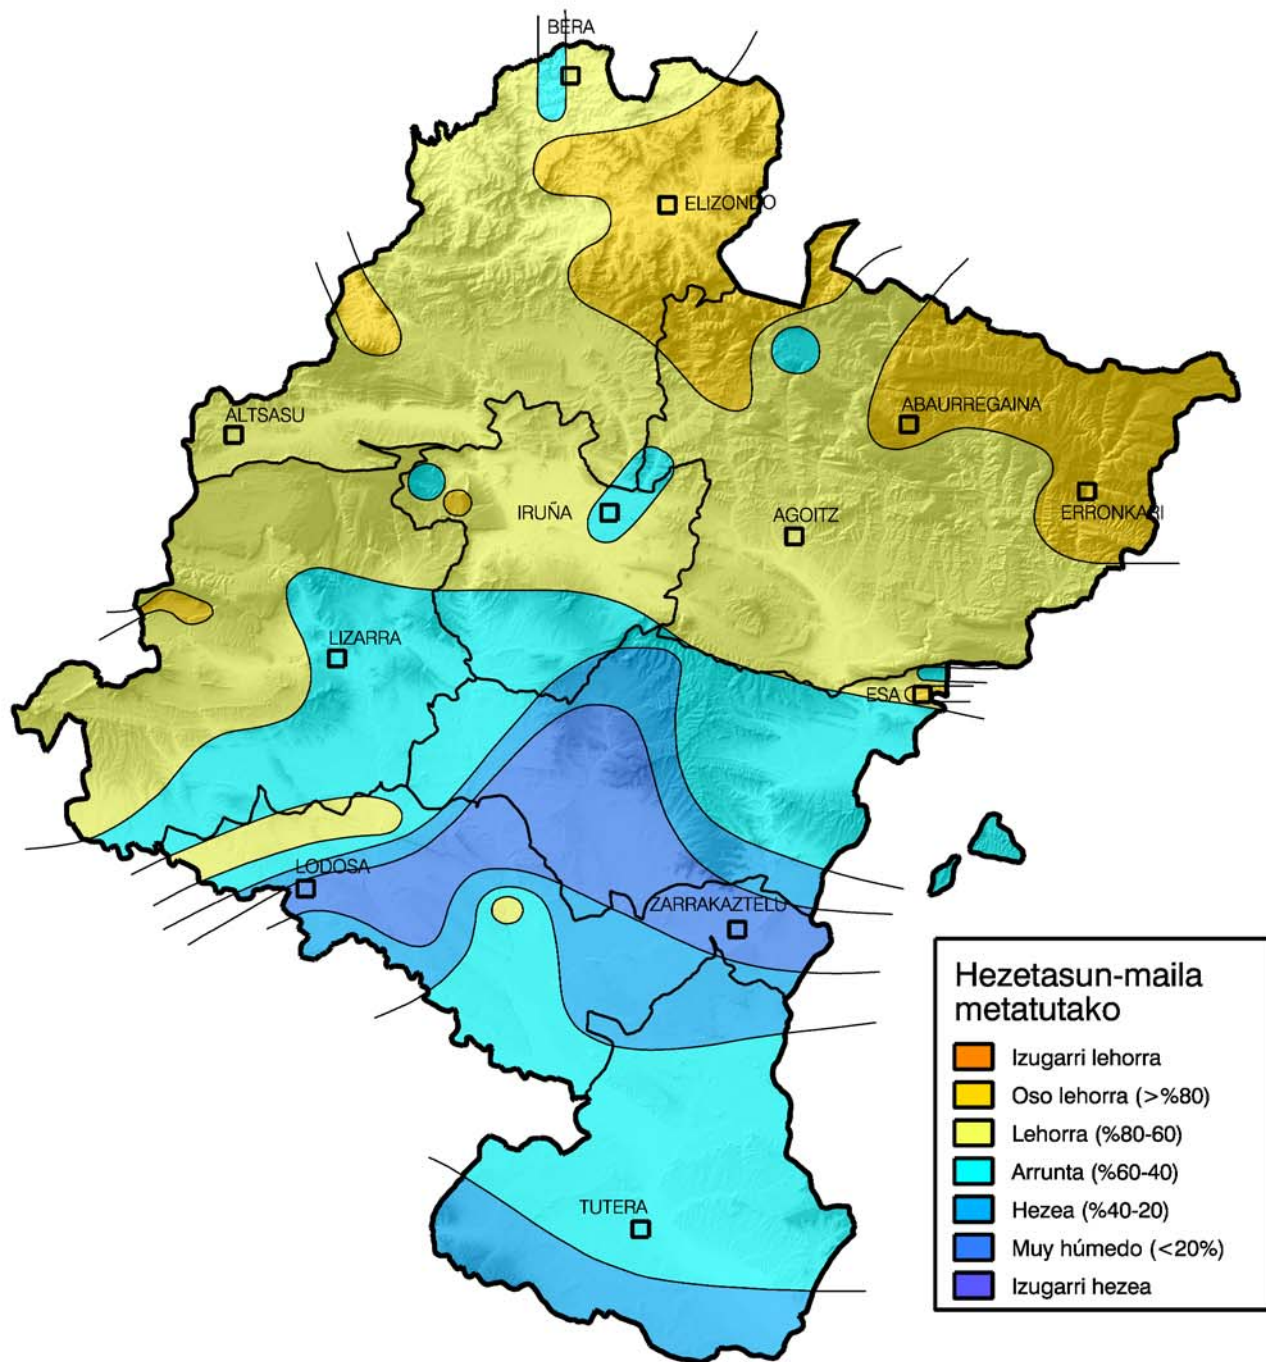 BERA
ELIZONDO
ALTSASU
ABAURREGAINA
IRUÑA
AGOITZ
ERRONKARI
LIZARRA
ESA
LODOSA
ZARRAKAZTELU
TUTERA
Hezetasun-maila
metatutako
Izugarri lehorra
Oso lehorra (>%80)
Lehorra (%80-60)
Arrunta (%60-40)
Hezea (%40-20)
Muy húmedo (<20%)
Izugarri hezea